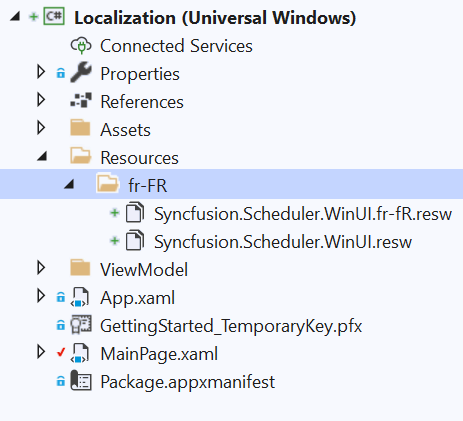 C# Localization (Universal Windows)
Connected Services
Properties
References
Assets
Resources
fr-FR
Syncfusion.Scheduler.WinUI.fr-fR.resw
Syncfusion.Scheduler.WinUI.resw
ViewModel
App.xaml
GettingStarted_TemporaryKey.pfx
MainPage.xaml
Package.appxmanifest